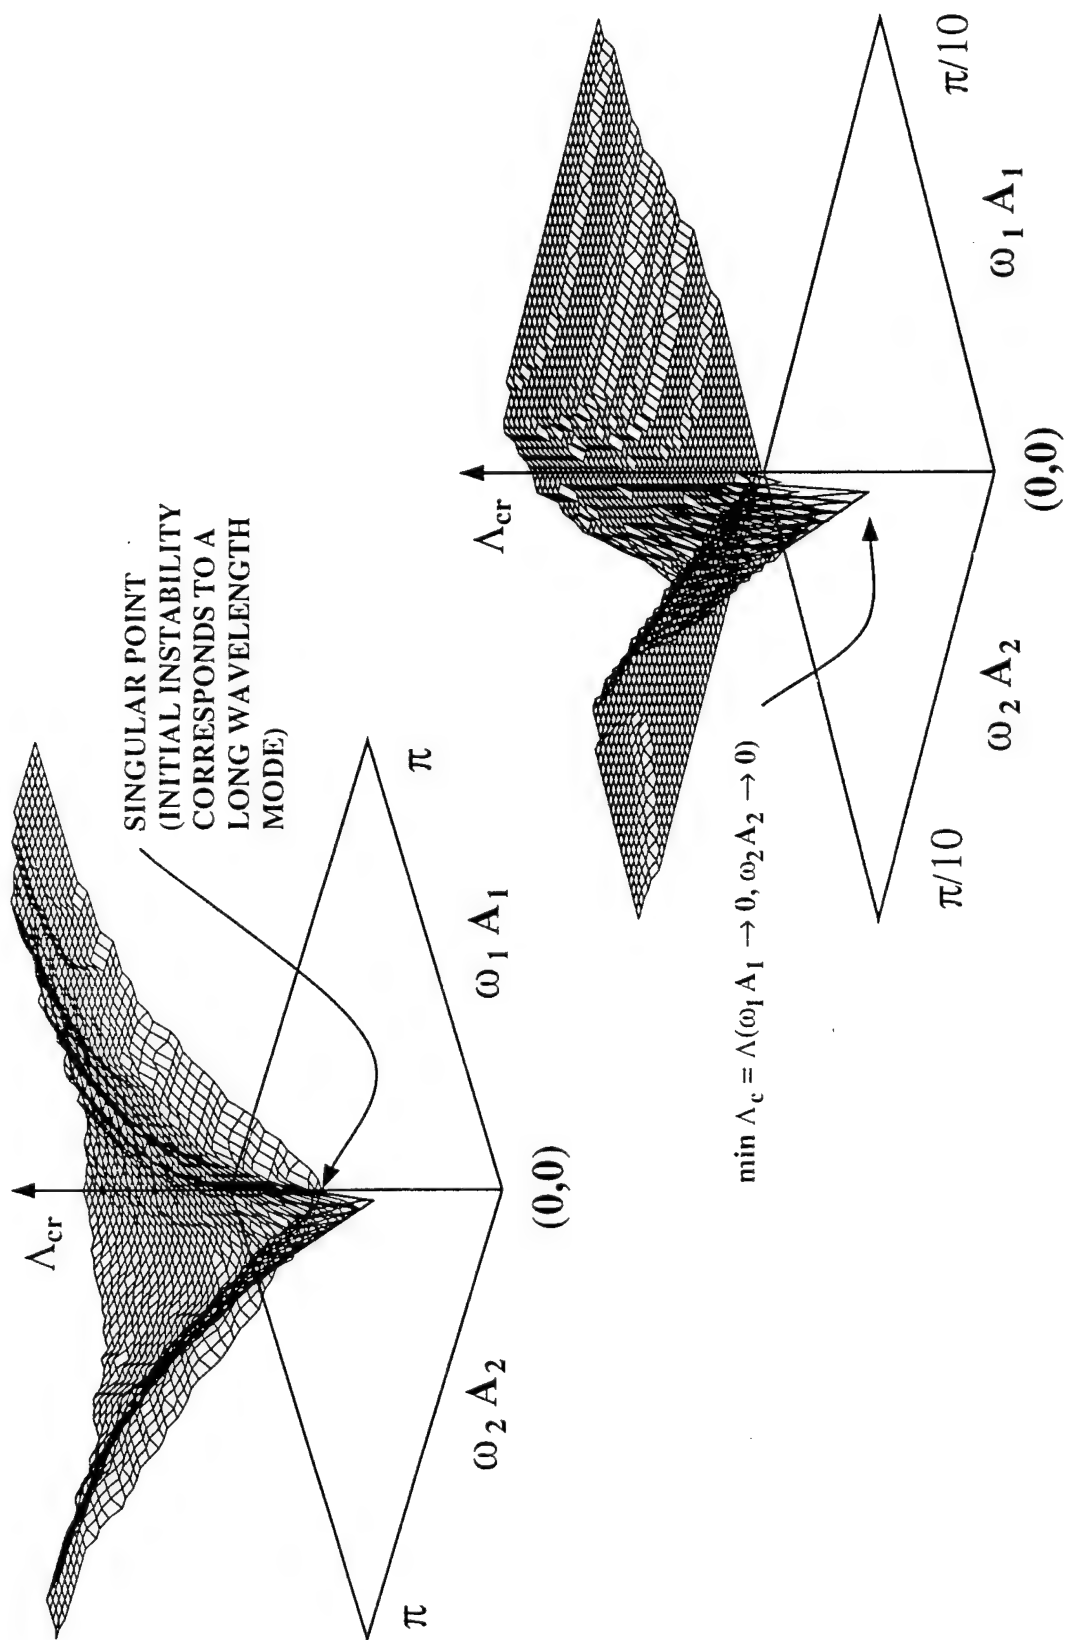 Λcr
SINGULAR POINT
(INITIAL INSTABILITY
CORRESPONDS TO A
LONG WAVELENGTH
MODE)
π
π
ω2 A2
ω1 A1
(0,0)
Λcr
min Λc = Λ(ω1 A1 → 0, ω2 A2 → 0)
π/10
π/10
ω2 A2
ω1 A1
(0,0)